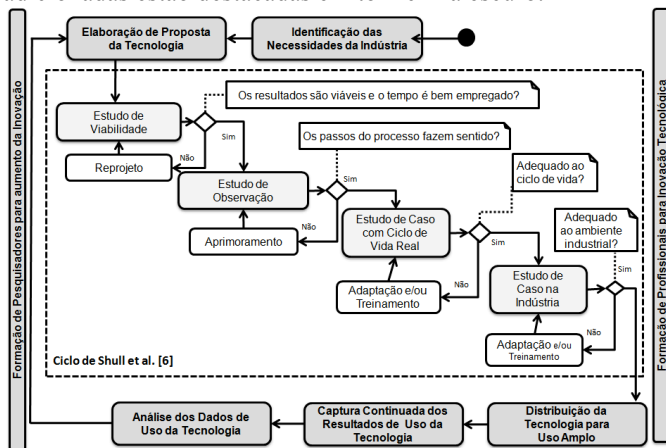 Elaboração de Proposta
da Tecnologia
Identificação das
Necessidades da Indústria
Formação de Pesquisadores para aumento da Inovação
Formação de Profissionais para Inovação Tecnológica
Os resultados são viáveis e o tempo é bem empregado?
Estudo de
Viabilidade
Sim
Não
Reprojeto
Os passos do processo fazem sentido?
Estudo de
Observação
Sim
Não
Aprimoramento
Adequado ao
ciclo de vida?
Estudo de Caso
com Ciclo de
Vida Real
Sim
Não
Adaptação e/ou
Treinamento
Adequado
ao ambiente
industrial?
Estudo de
Caso na
Indústria
Sim
Não
Adaptação e/ou
Treinamento
Ciclo de Shull et al. [6]
Análise dos Dados de
Uso da Tecnologia
Captura Continuada dos
Resultados de Uso da
Tecnologia
Distribuição da
Tecnologia para
Uso Amplo